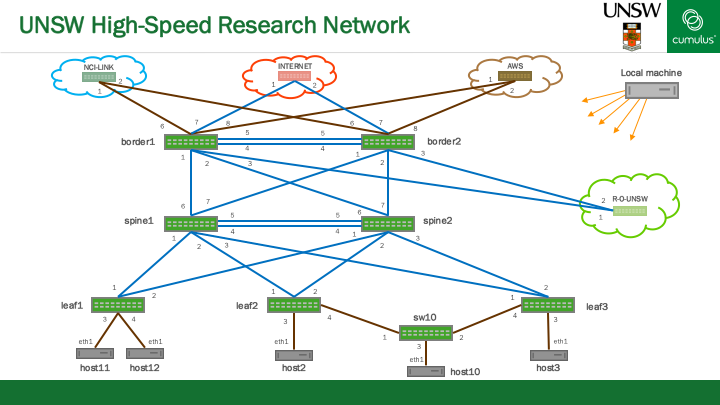 UNSW High-Speed Research Network
UNSW
cumulus
NCI-LINK
2
1
INTERNET
1
2
AWS
1
2
Local machine
6
7
8
5
5
6
7
8
border1
4
4
border2
1
2
3
1
2
3
R-O-UNSW
2
1
6
7
5
5
6
7
spine1
4
4
spine2
1
2
3
1
2
3
1
2
1
2
2
1
leaf1
leaf2
leaf3
3
4
3
4
4
3
sw10
1
2
3
eth1
eth1
eth1
eth1
eth1
host11
host12
host2
host10
host3